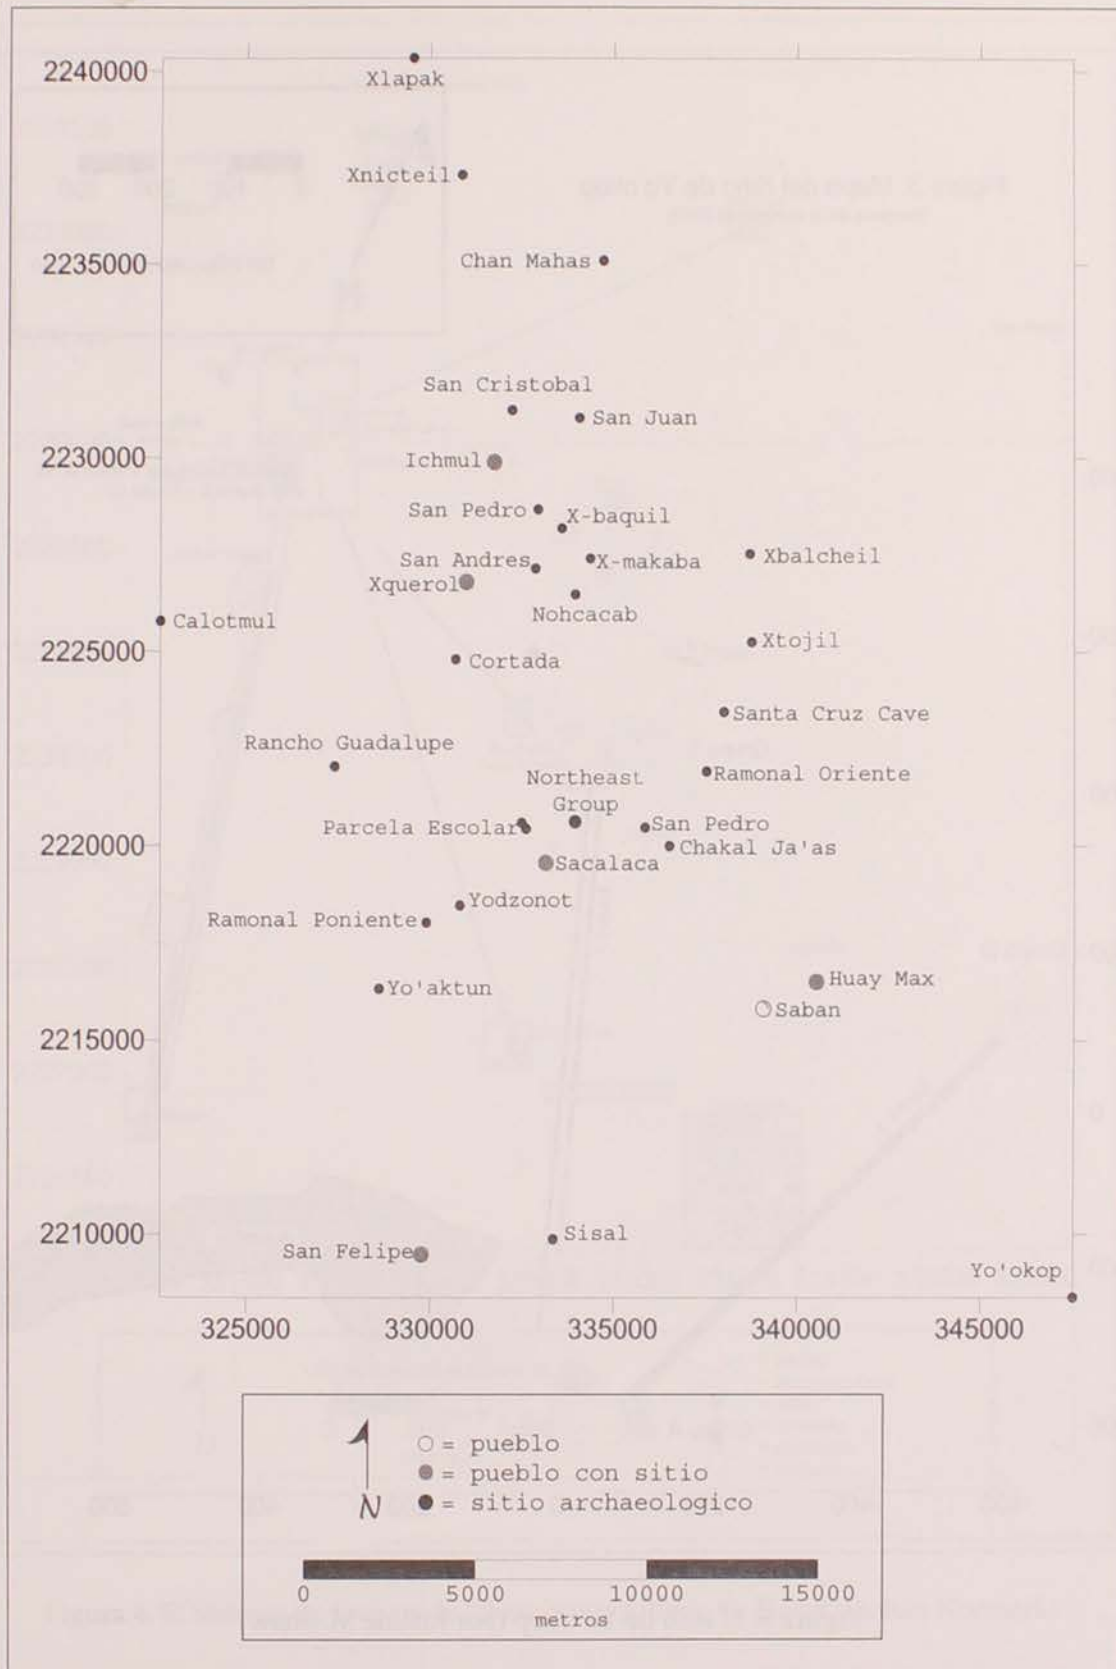 2240000
Xlapak
Xnicteil
2235000
Chan Mahas
San Cristobal
San Juan
2230000
Ichmul
San Pedro
X-baquil
San Andres
X-makaba
Xbalcheil
Xquerol
Nohcacab
Calotmul
Xtojil
2225000
Cortada
Santa Cruz Cave
Rancho Guadalupe
Ramonal Oriente
Northeast
Group
Parcela Escolar
San Pedro
2220000
Chakal Ja'as
Sacalaca
Yodzonot
Ramonal Poniente
Huay Max
Yo'aktun
Saban
2215000
2210000
Sisal
San Felipe
Yo'okop
325000 330000 335000 340000 345000
= pueblo
= pueblo con sitio
= sitio archaeologico
N
0 5000 10000 15000
metros